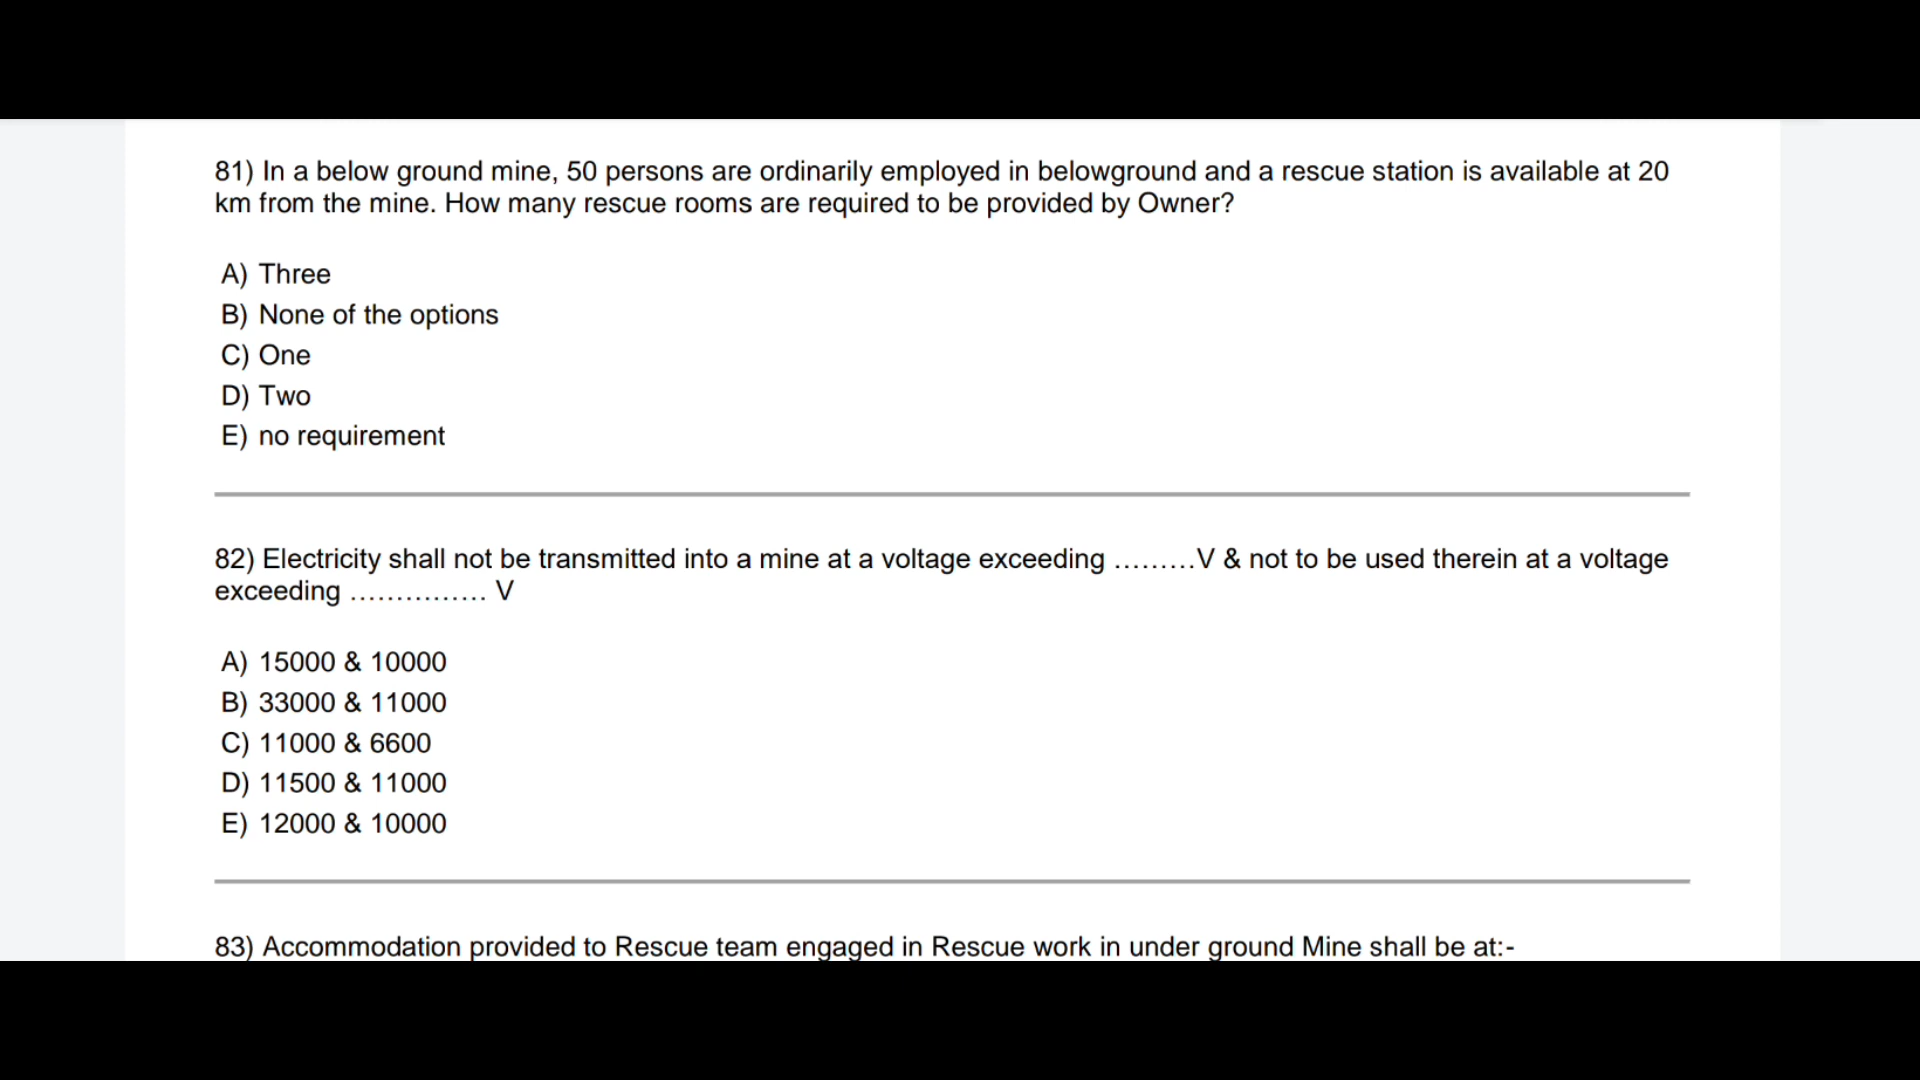 81) In a below ground mine, 50 persons are ordinarily employed in belowground and a rescue station is available at 20
km from the mine. How many rescue rooms are required to be provided by Owner?
A) Three
B) None of the options
C) One
D) Two
E) no requirement
82) Electricity shall not be transmitted into a mine at a voltage exceeding .........V & not to be used therein at a voltage
exceeding ............... V
A) 15000 & 10000
B) 33000 & 11000
C) 11000 & 6600
D) 11500 & 11000
E) 12000 & 10000
83) Accommodation provided to Rescue team engaged in Rescue work in under ground Mine shall be at:-